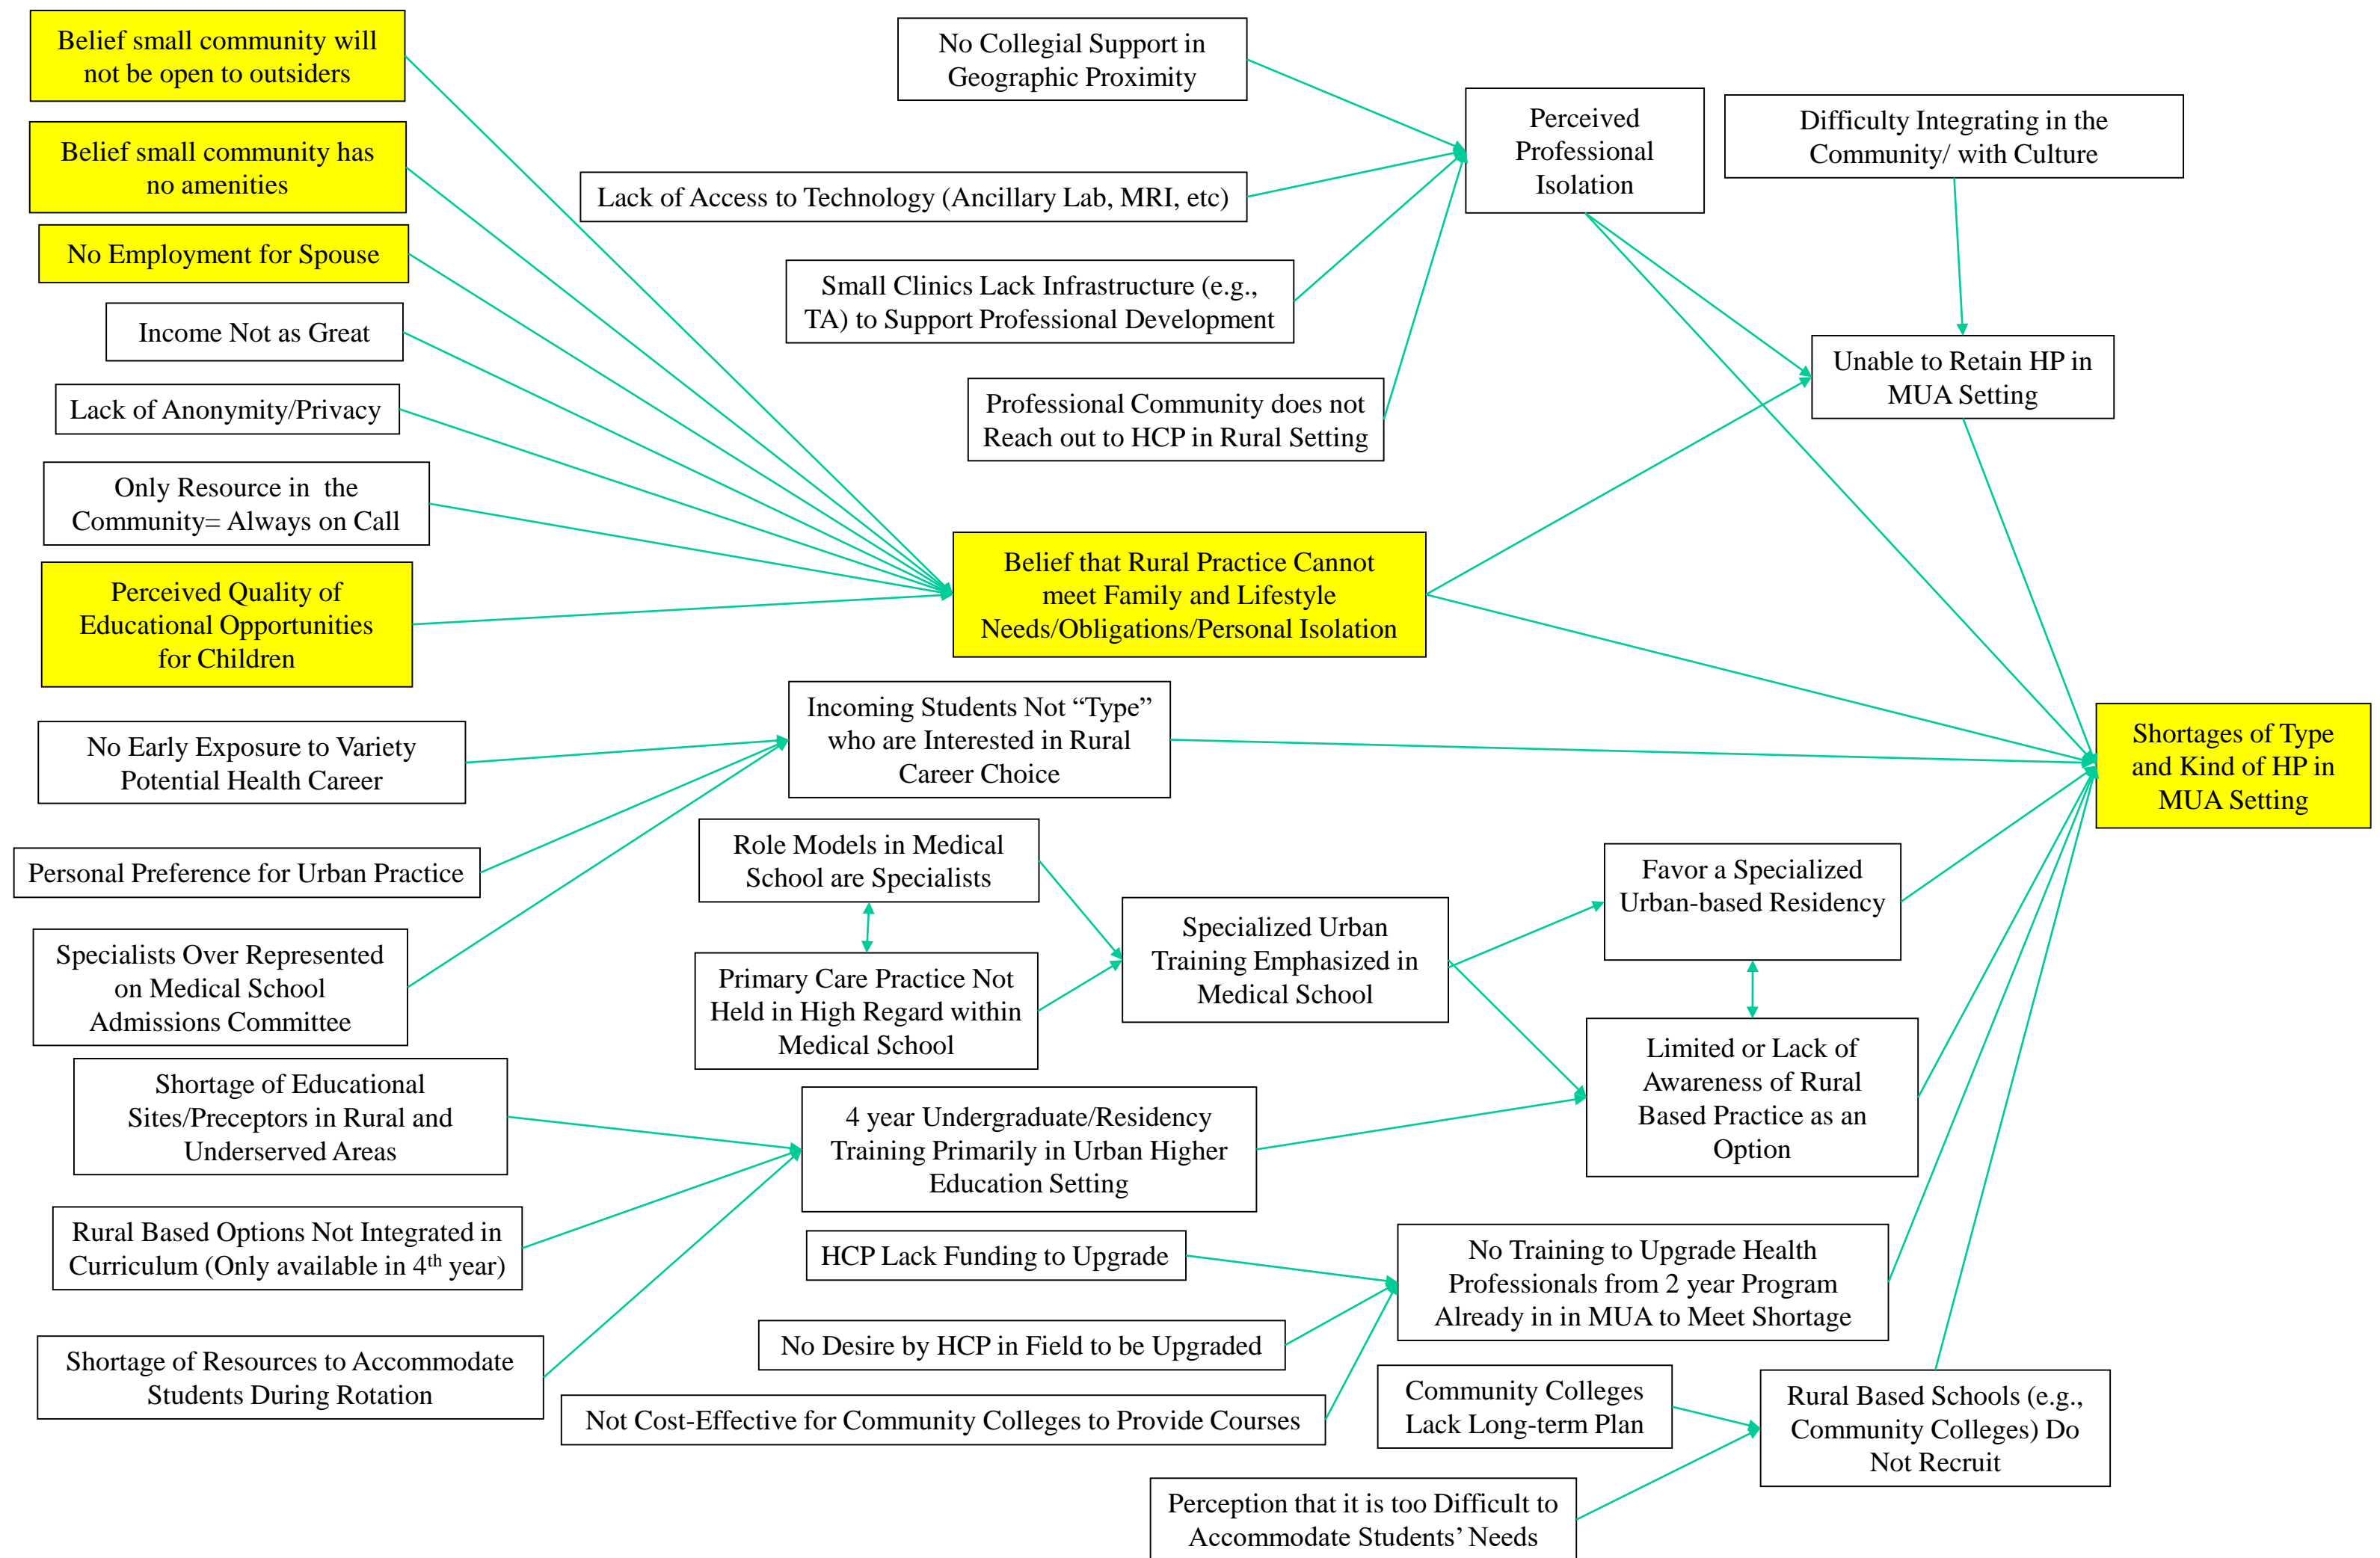 Belief small community will
not be open to outsiders
Belief small community has
no amenities
No Employment for Spouse
Income Not as Great
Lack of Anonymity/Privacy
Only Resource in the
Community= Always on Call
Perceived Quality of
Educational Opportunities
for Children
No Early Exposure to Variety
Potential Health Career
Personal Preference for Urban Practice
Specialists Over Represented
on Medical School
Admissions Committee
Shortage of Educational
Sites/Preceptors in Rural and
Underserved Areas
Rural Based Options Not Integrated in
Curriculum (Only available in 4th year)
Shortage of Resources to Accommodate
Students During Rotation
No Collegial Support in
Geographic Proximity
Lack of Access to Technology (Ancillary Lab, MRI, etc)
Small Clinics Lack Infrastructure (e.g.,
TA) to Support Professional Development
Professional Community does not
Reach out to HCP in Rural Setting
Belief that Rural Practice Cannot
meet Family and Lifestyle
Needs/Obligations/Personal Isolation
Incoming Students Not “Type”
who are Interested in Rural
Career Choice
Role Models in Medical
School are Specialists
Primary Care Practice Not
Held in High Regard within
Medical School
4 year Undergraduate/Residency
Training Primarily in Urban Higher
Education Setting
HCP Lack Funding to Upgrade
No Desire by HCP in Field to be Upgraded
Not Cost-Effective for Community Colleges to Provide Courses
Specialized Urban
Training Emphasized in
Medical School
Perceived
Professional
Isolation
Difficulty Integrating in the
Community/ with Culture
Unable to Retain HP in
MUA Setting
Favor a Specialized
Urban-based Residency
Limited or Lack of
Awareness of Rural
Based Practice as an
Option
No Training to Upgrade Health
Professionals from 2 year Program
Already in in MUA to Meet Shortage
Community Colleges
Lack Long-term Plan
Perception that it is too Difficult to
Accommodate Students’ Needs
Rural Based Schools (e.g.,
Community Colleges) Do
Not Recruit
Shortages of Type
and Kind of HP in
MUA Setting